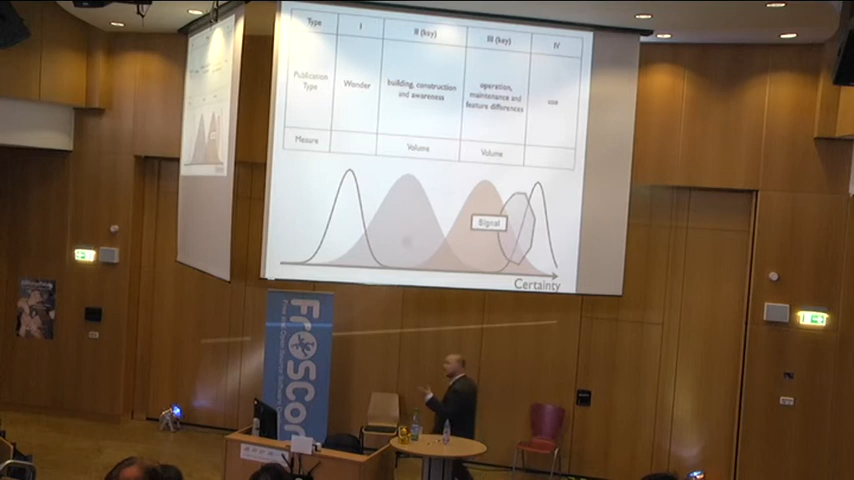 Type I II (key) III (key) IV
Publication Type Wonder building, construction and awareness operation, maintenance and feature differences use
Measure Volume Volume
Signal
Certainty
FrOSCon